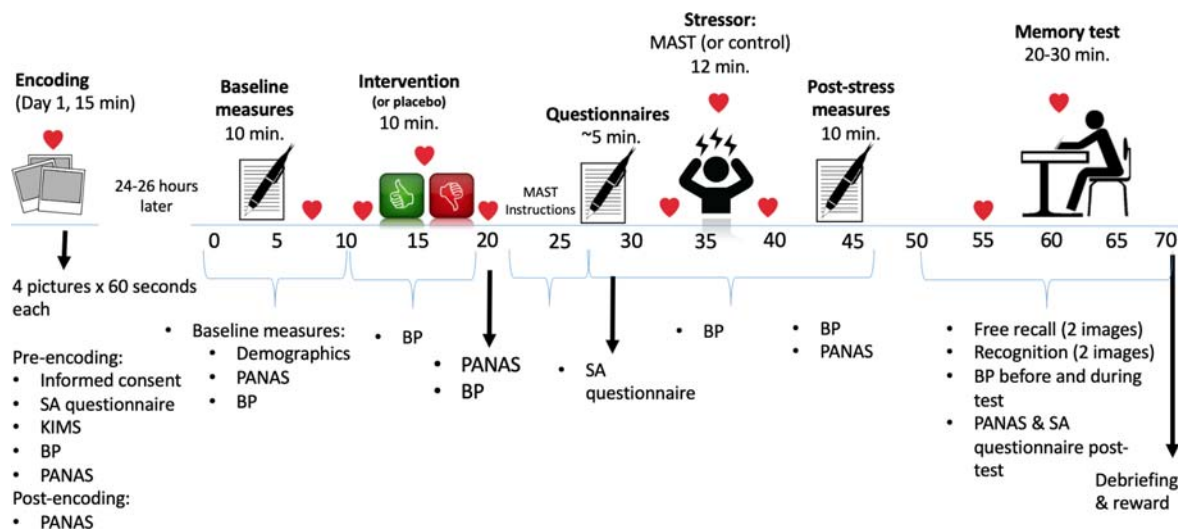 Encoding
(Day 1, 15 min)
24-26 hours
later
Baseline
measures
10 min.
Intervention
(or placebo)
10 min.
MAST
Instructions
Questionnaires
~5 min.
Stressor:
MAST (or control)
12 min.
Post-stress
measures
10 min.
Memory test
20-30 min.
0 5 10 15 20 25 30 35 40 45 50 55 60 65 70
4 pictures x 60 seconds
each
Pre-encoding:
• Informed consent
• SA questionnaire
• KIMS
• BP
• PANAS
Post-encoding:
• PANAS
• Baseline measures:
• Demographics
• PANAS
• BP
• BP
• PANAS
• BP
• SA
questionnaire
• BP
• BP
• PANAS
• Free recall (2 images)
• Recognition (2 images)
• BP before and during
test
• PANAS & SA
questionnaire post-
test
Debriefing
& reward